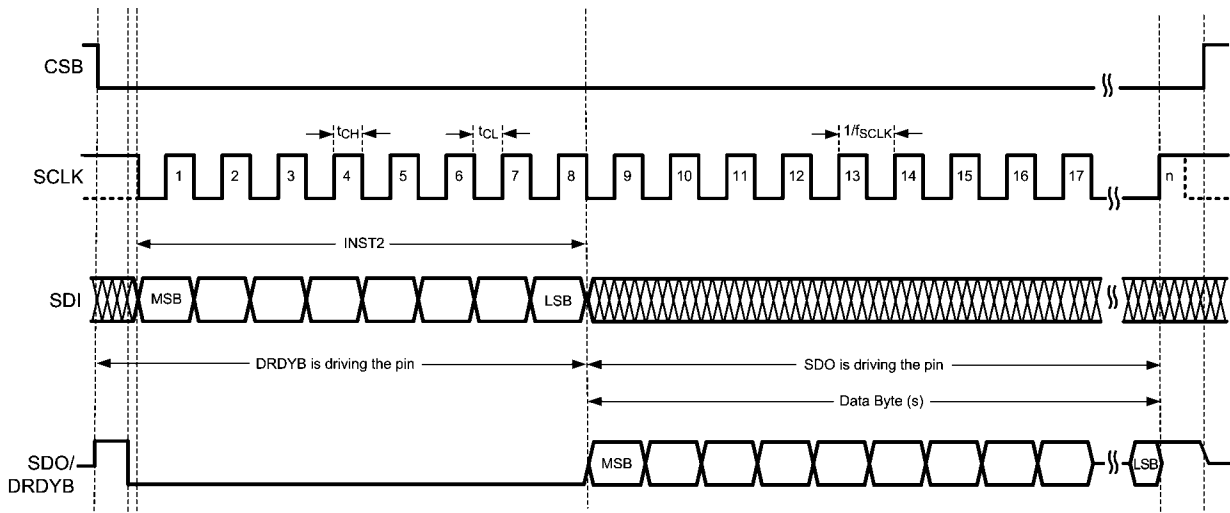 CSB
tCH
tCL
1/fSCLK
SCLK
1 2 3 4 5 6 7 8 9 10 11 12 13 14 15 16 17 n
INST2
SDI
MSB
LSB
DRDYB is driving the pin
SDO is driving the pin
Data Byte (s)
SDO/
DRDYB
MSB
LSB